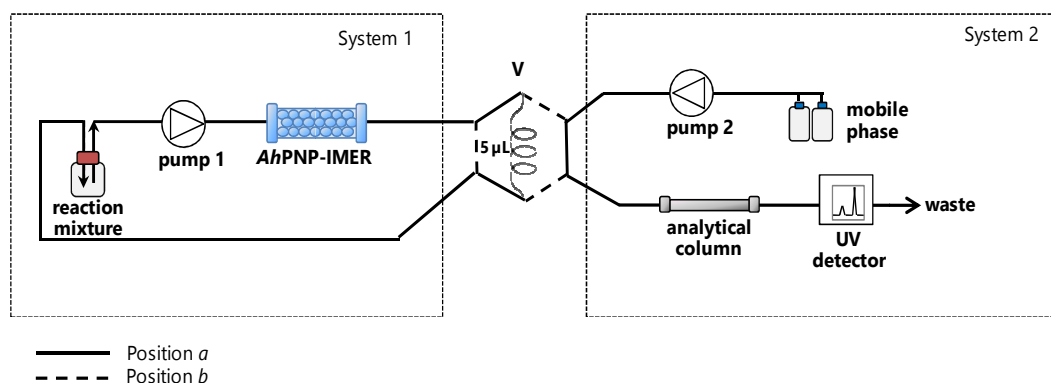 System 1
System 2
V
pump 1
AhPNP-IMER
5 µL
reaction
mixture
pump 2
mobile
phase
analytical
column
UV
detector
waste
Position a
Position b